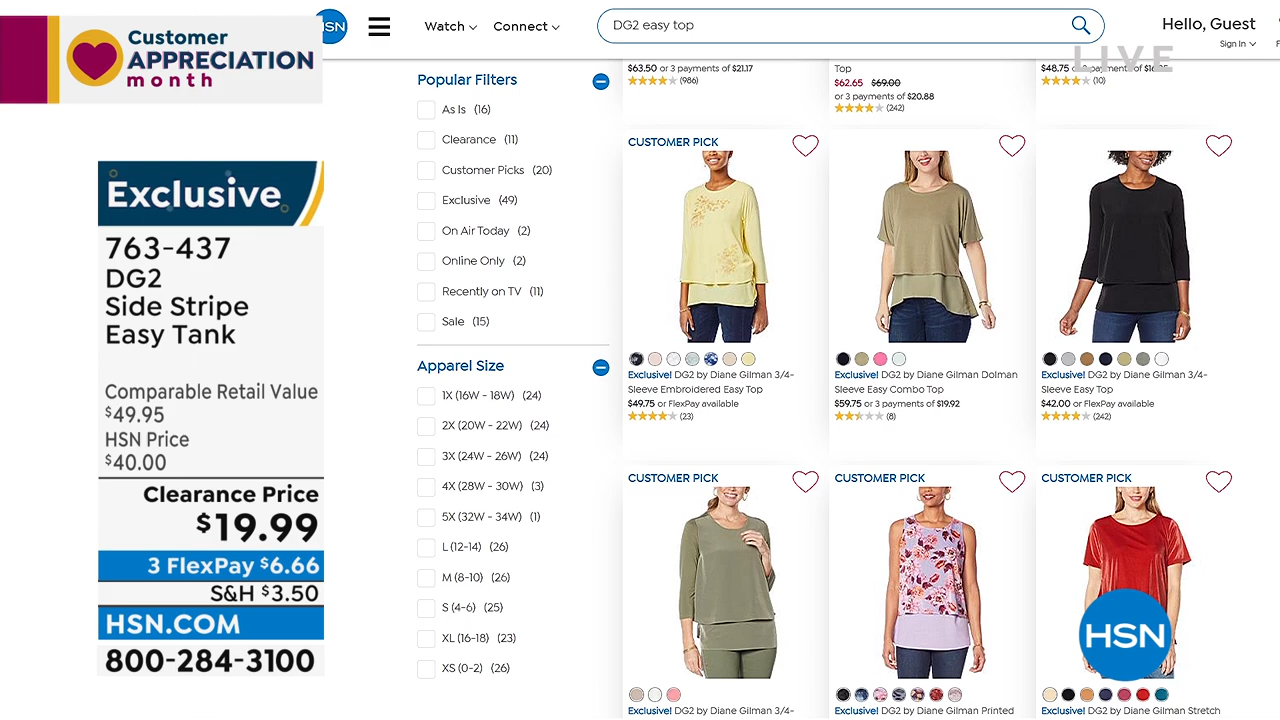 Customer
APPRECIATION
month
HSN
Watch
Connect
DG2 easy top
Hello, Guest
Sign In
LIVE
Exclusive
763-437
DG2
Side Stripe
Easy Tank
Comparable Retail Value
$49.95
HSN Price
$40.00
Clearance Price
$19.99
3 FlexPay $6.66
S&H $3.50
HSN.COM
800-284-3100
Popular Filters
As Is (16)
Clearance (11)
Customer Picks (20)
Exclusive (49)
On Air Today (2)
Online Only (2)
Recently on TV (11)
Sale (15)
Apparel Size
1X (16W - 18W) (24)
2X (20W - 22W) (24)
3X (24W - 26W) (24)
4X (28W - 30W) (3)
5X (32W - 34W) (1)
L (12-14) (26)
M (8-10) (26)
S (4-6) (25)
XL (16-18) (23)
XS (0-2) (26)
$63.50 or 3 payments of $21.17
(986)
Top
$62.65 $69.00
or 3 payments of $20.88
(242)
$48.75 or 3 payments of
(10)
CUSTOMER PICK
Exclusive! DG2 by Diane Gilman 3/4-
Sleeve Embroidered Easy Top
$49.75 or FlexPay available
(23)
Exclusive! DG2 by Diane Gilman Dolman
Sleeve Easy Combo Top
$59.75 or 3 payments of $19.92
(8)
Exclusive! DG2 by Diane Gilman 3/4-
Sleeve Easy Top
$42.00 or FlexPay available
(242)
CUSTOMER PICK
Exclusive! DG2 by Diane Gilman 3/4-
CUSTOMER PICK
Exclusive! DG2 by Diane Gilman Printed
CUSTOMER PICK
Exclusive! DG2 by Diane Gilman Stretch
HSN